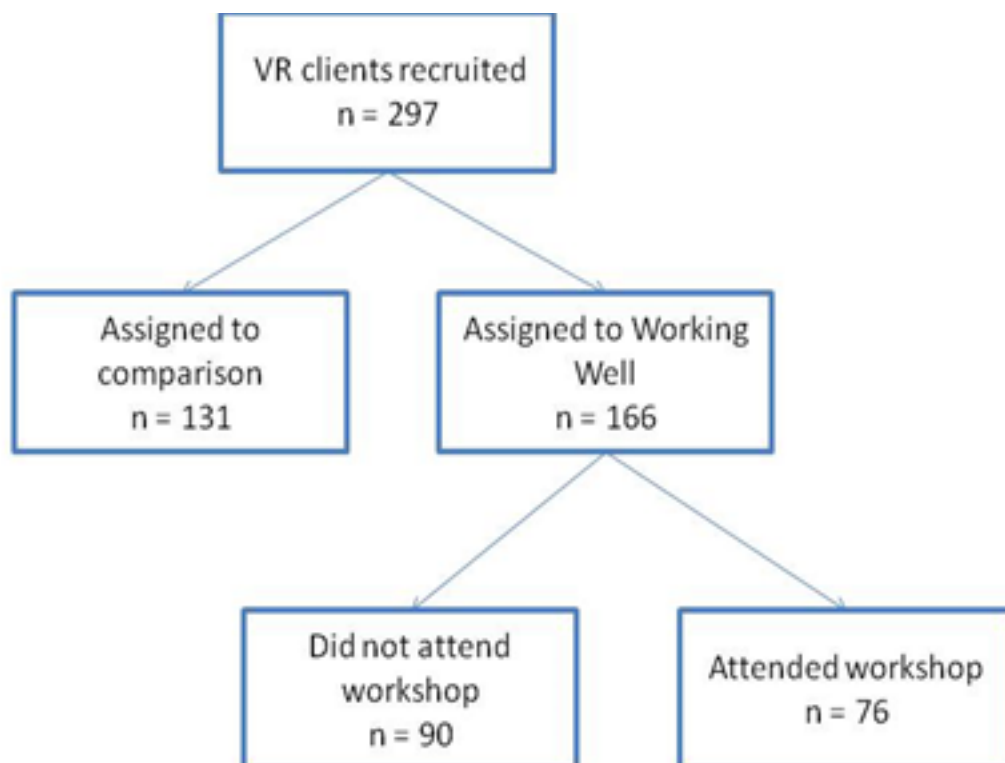 VR clients recruited
n = 297
Assigned to
comparison
n = 131
Assigned to Working
Well
n = 166
Did not attend
workshop
n = 90
Attended workshop
n = 76